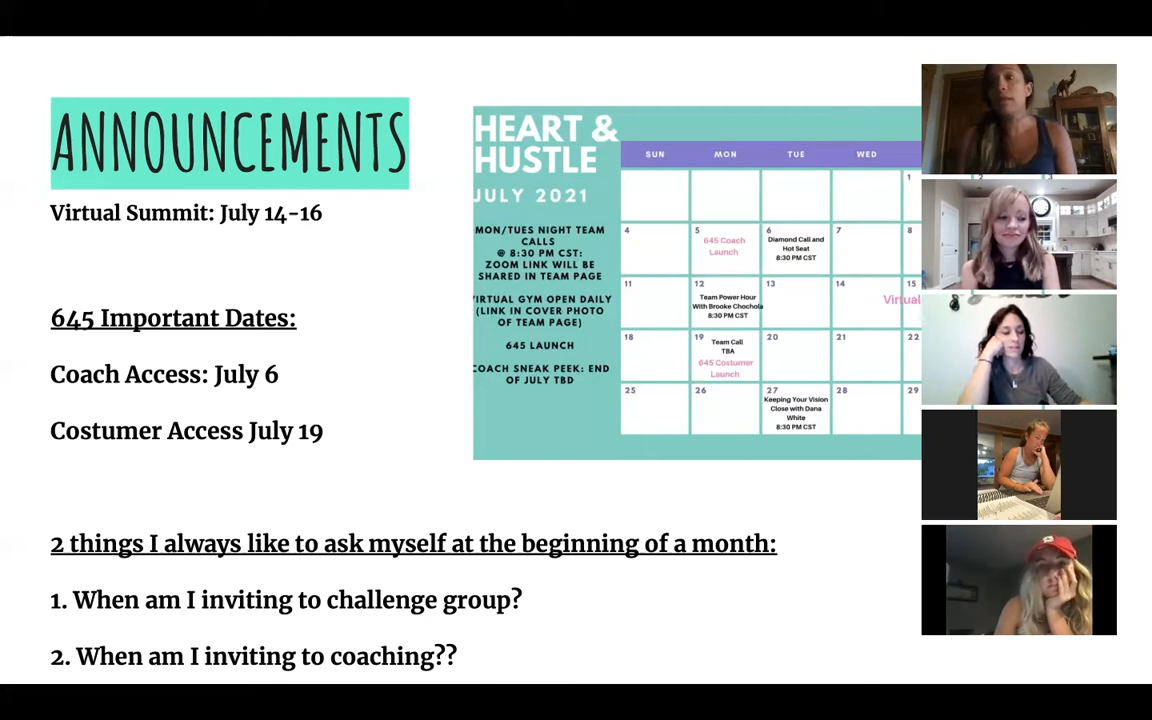 ANNOUNCEMENTS
Virtual Summit: July 14-16
645 Important Dates:
Coach Access: July 6
Costumer Access July 19
2 things I always like to ask myself at the beginning of a month:
1. When am I inviting to challenge group?
2. When am I inviting to coaching??
HEART &
HUSTLE
JULY 2021
MON/TUES NIGHT TEAM
CALLS
@ 8:30 PM CST:
ZOOM LINK WILL BE
SHARED IN TEAM PAGE
VIRTUAL GYM OPEN DAILY
(LINK IN COVER PHOTO
OF TEAM PAGE)
645 LAUNCH
COACH SNEAK PEEK: END
OF JULY TBD
SUN MON TUE WED
1
4 5 6 7 8
645 Coach
Launch
Diamond Call and
Hot Seat
8:30 PM CST
11 12 13 14 15
Team Power Hour
With Brooke Chochola
8:30 PM CST
Virtual
18 19 20 21 22
Team Call
TBA
645 Costumer
Launch
25 26 27 28 29
Keeping Your Vision
Close with Dana
White
8:30 PM CST